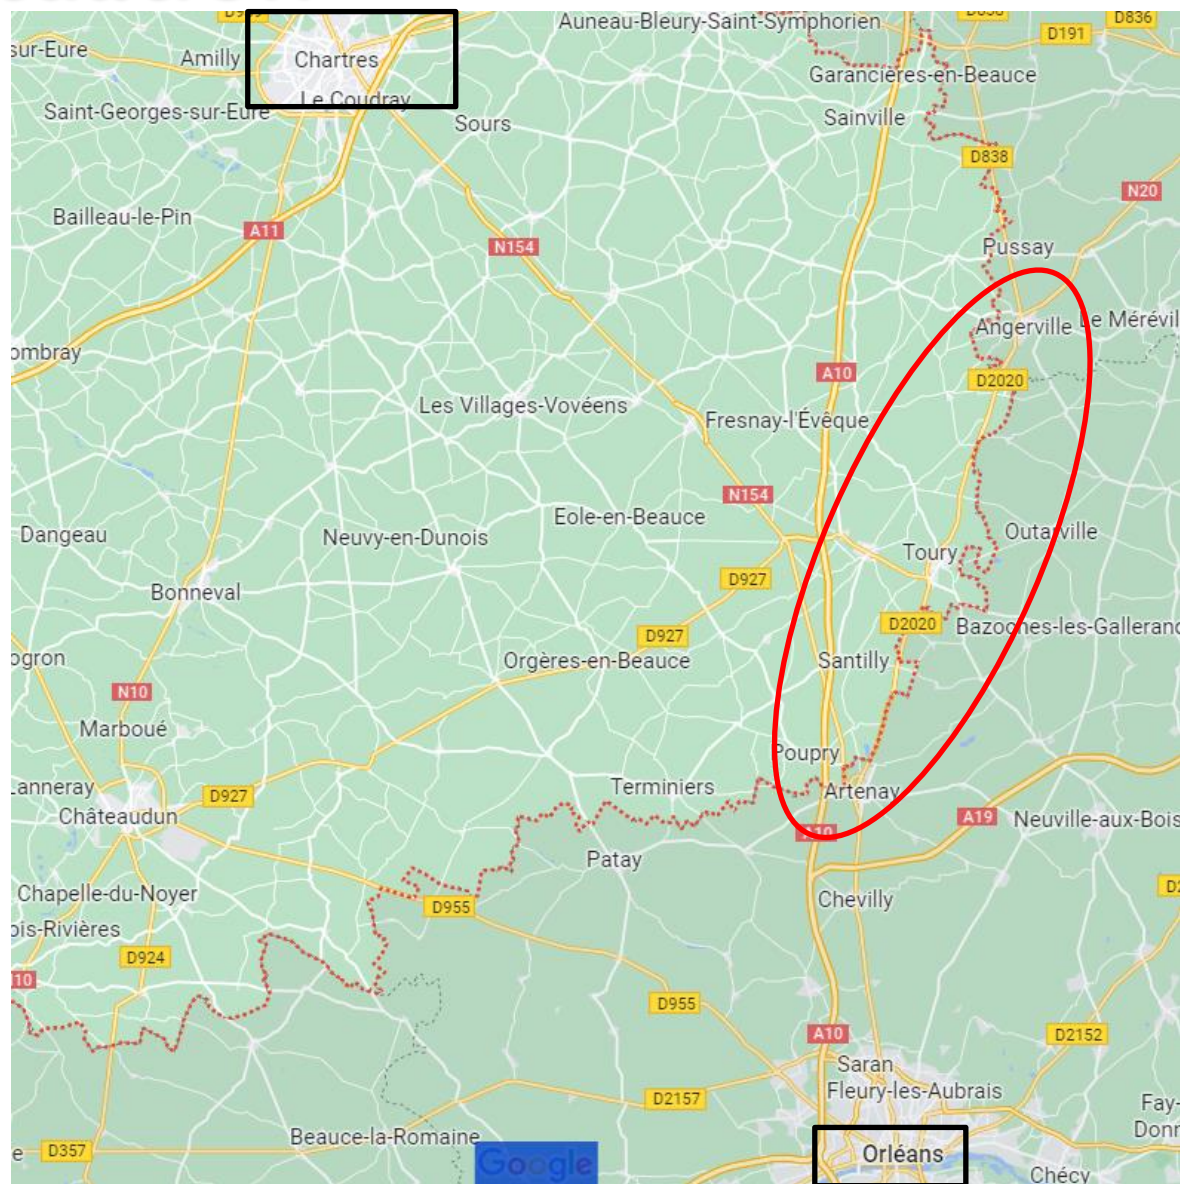 Auneau-Bleury-Saint-Symphorien
D836
D191
sur-Eure
Amilly
Chartres
Garancières-en-Beauce
Le Coudray
Saint-Georges-sur-Eure
Sours
Sainville
D838
N20
Bailleau-le-Pin
A11
N154
Pussay
Angerville
Le Mérévil
ombray
A10
D2020
Les Villages-Vovéens
Fresnay-l'Évêque
N154
Eole-en-Beauce
Dangeau
Neuvy-en-Dunois
Outarville
Toury
D927
Bonneval
D2020
Bazoches-les-Gallerand
D927
ogron
Orgères-en-Beauce
Santilly
N10
Marboué
Poupry
Lanneray
Terminiers
Artenay
D927
Châteaudun
A19
Neuville-aux-Bois
A10
Patay
Chapelle-du-Noyer
Chevilly
D955
ois-Rivières
D924
10
D955
A10
D2152
Saran
Fleury-les-Aubrais
D2157
Fay-
Donn
Beauce-la-Romaine
D357
e
Google
Orléans
Chécy